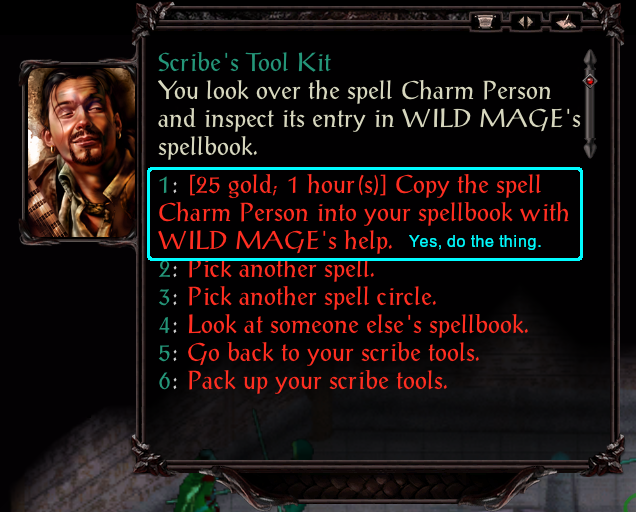 Scribe's Tool Kit
You look over the spell Charm Person
and inspect its entry in WILD MAGE's
spellbook.
1: [25 gold; 1 hour(s)] Copy the spell
Charm Person into your spellbook with
WILD MAGE's help. Yes, do the thing.
2: Pick another spell.
3: Pick another spell circle.
4: Look at someone else's spellbook.
5: Go back to your scribe tools.
6: Pack up your scribe tools.